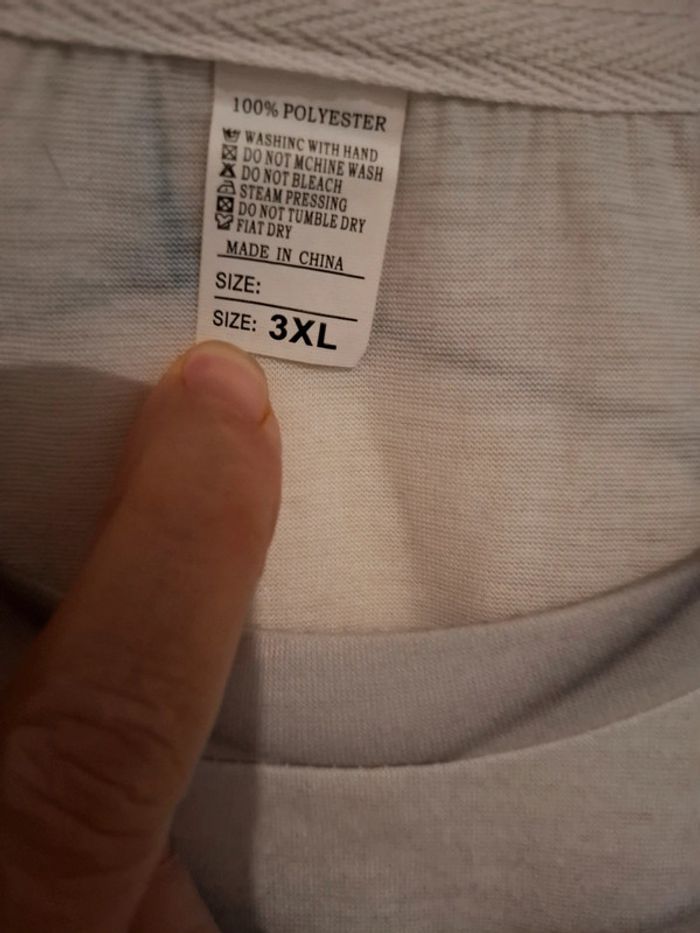 100% POLYESTER
WASHINC WITH HAND
DO NOT MCHINE WASH
DO NOT BLEACH
STEAM PRESSING
DO NOT TUMBLE DRY
FIAT DRY
MADE IN CHINA
SIZE:
SIZE: 3XL